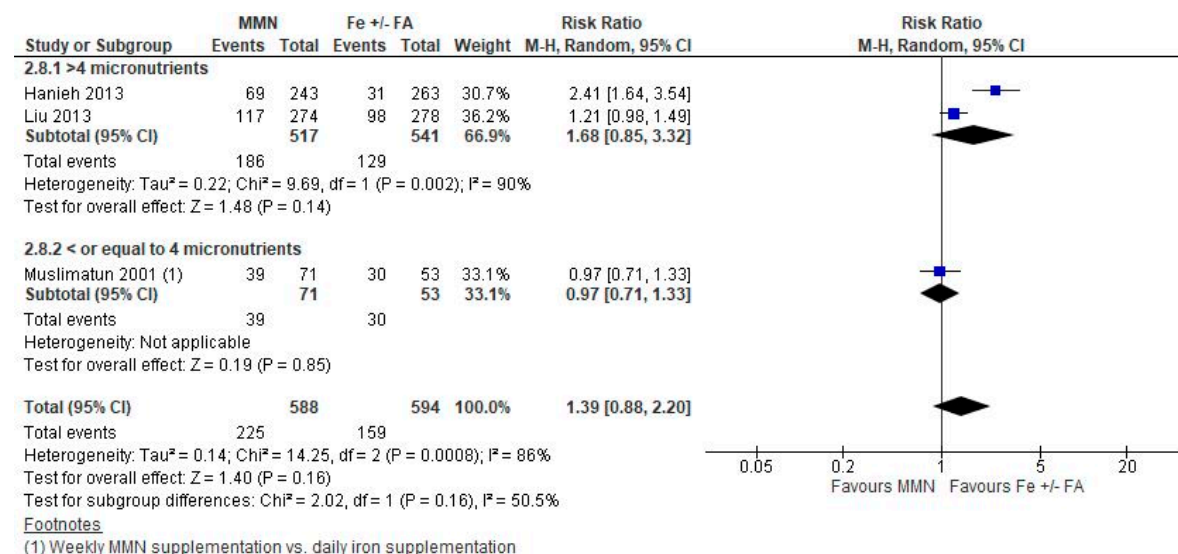 MMN Fe +/- FA Risk Ratio Risk Ratio
Study or Subgroup Events Total Events Total Weight M-H, Random, 95% CI M-H, Random, 95% CI
2.8.1 >4 micronutrients
Hanieh 2013 69 243 31 263 30.7% 2.41 [1.64, 3.54]
Liu 2013 117 274 98 278 36.2% 1.21 [0.98, 1.49]
Subtotal (95% CI) 517 541 66.9% 1.68 [0.85, 3.32]
Total events 186 129
Heterogeneity: Tau² = 0.22; Chi² = 9.69, df = 1 (P = 0.002); I² = 90%
Test for overall effect: Z = 1.48 (P = 0.14)
2.8.2 < or equal to 4 micronutrients
Muslimatun 2001 (1) 39 71 30 53 33.1% 0.97 [0.71, 1.33]
Subtotal (95% CI) 71 53 33.1% 0.97 [0.71, 1.33]
Total events 39 30
Heterogeneity: Not applicable
Test for overall effect: Z = 0.19 (P = 0.85)
Total (95% CI) 588 594 100.0% 1.39 [0.88, 2.20]
Total events 225 159
Heterogeneity: Tau² = 0.14; Chi² = 14.25, df = 2 (P = 0.0008); I² = 86%
Test for overall effect: Z = 1.40 (P = 0.16)
Test for subgroup differences: Chi² = 2.02, df = 1 (P = 0.16), I² = 50.5%
0.05 0.2 1 5 20
Favours MMN Favours Fe +/- FA
Footnotes
(1) Weekly MMN supplementation vs. daily iron supplementation